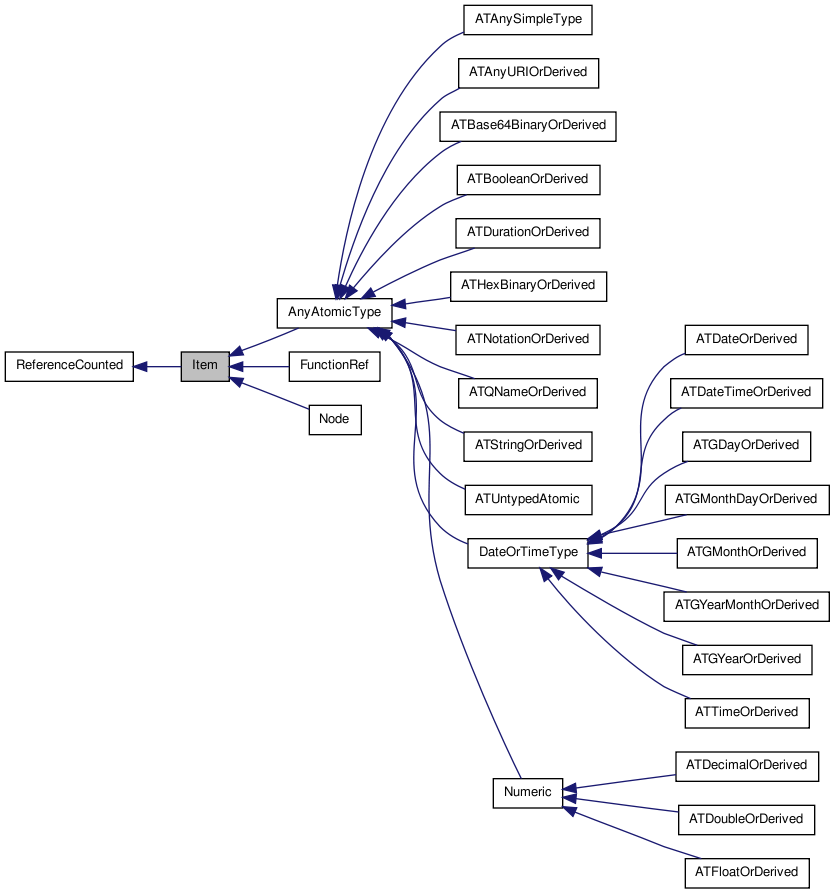 ATAnySimpleType
ATAnyURIOrDerived
ATBase64BinaryOrDerived
ATBooleanOrDerived
ATDurationOrDerived
ATHexBinaryOrDerived
AnyAtomicType
ATNotationOrDerived
ATDateOrDerived
ReferenceCounted
Item
FunctionRef
ATQNameOrDerived
ATDateTimeOrDerived
Node
ATStringOrDerived
ATGDayOrDerived
ATUntypedAtomic
ATGMonthDayOrDerived
DateOrTimeType
ATGMonthOrDerived
ATGYearMonthOrDerived
ATGYearOrDerived
ATTimeOrDerived
ATDecimalOrDerived
Numeric
ATDoubleOrDerived
ATFloatOrDerived